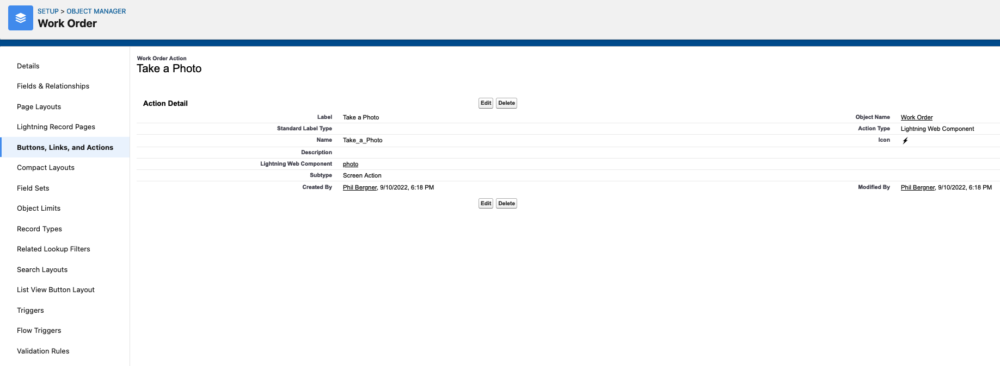 SETUP > OBJECT MANAGER
Work Order
Details
Fields & Relationships
Page Layouts
Lightning Record Pages
Buttons, Links, and Actions
Compact Layouts
Field Sets
Object Limits
Record Types
Related Lookup Filters
Search Layouts
List View Button Layout
Triggers
Flow Triggers
Validation Rules
Work Order Action
Take a Photo
Action Detail Edit Delete
Label Take a Photo Object Name Work Order
Standard Label Type Action Type Lightning Web Component
Name Take_a_Photo Icon
Description
Lightning Web Component photo
Subtype Screen Action
Created By Phil Bergner, 9/10/2022, 6:18 PM Modified By Phil Bergner, 9/10/2022, 6:18 PM
Edit Delete